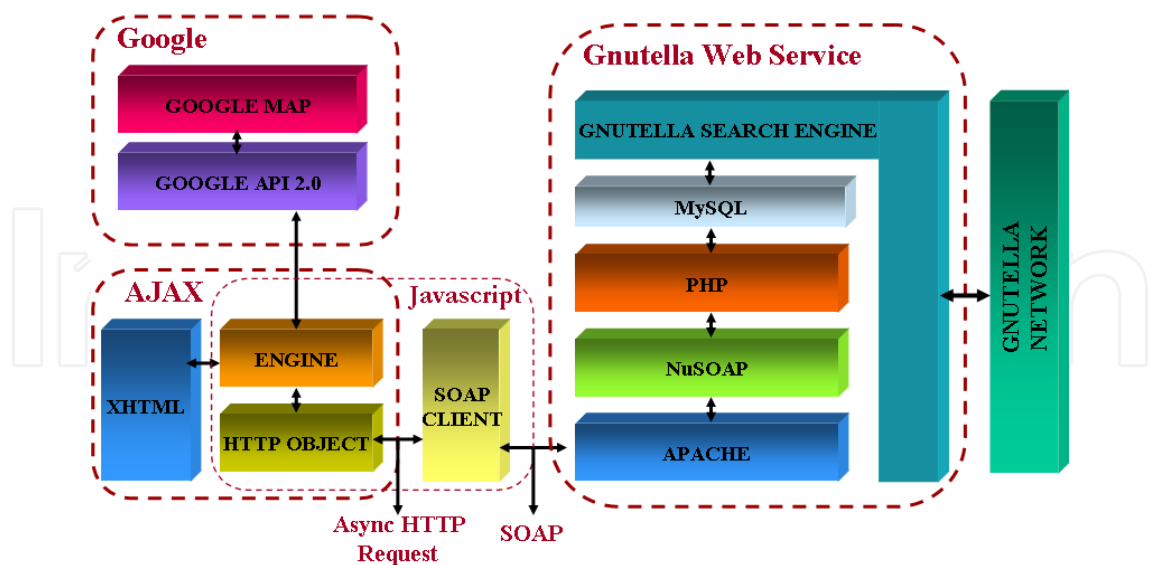 Google
GOOGLE MAP
GOOGLE API 2.0
AJAX
Javascript
XHTML
ENGINE
HTTP OBJECT
SOAP
CLIENT
Async HTTP
Request
SOAP
Gnutella Web Service
GNUTELLA SEARCH ENGINE
MySQL
PHP
NuSOAP
APACHE
GNUTELLA
NETWORK